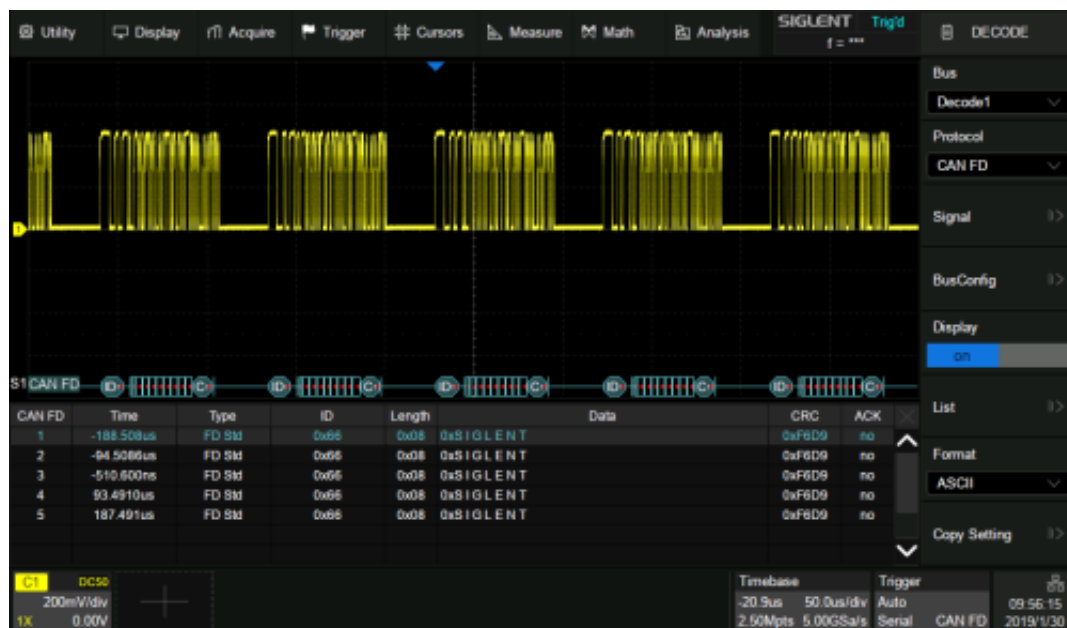 Utility Display Acquire Trigger Cursors Measure Math Analysis SIGLENT Trig'd DECODE
f = ***
Bus
Decode1
Protocol
CAN FD
Signal
BusConfig
Display
on
List
Format
ASCII
Copy Setting
1
S1 CAN FD ID C ID C ID C ID C ID C
CAN FD Time Type ID Length Data CRC ACK
1 -188.508us FD Std 0x66 0x08 0xS I G L E N T 0xF6D9 no
2 -94.5086us FD Std 0x66 0x08 0xS I G L E N T 0xF6D9 no
3 -510.600ns FD Std 0x66 0x08 0xS I G L E N T 0xF6D9 no
4 93.4910us FD Std 0x66 0x08 0xS I G L E N T 0xF6D9 no
5 187.491us FD Std 0x66 0x08 0xS I G L E N T 0xF6D9 no
C1 DC50 Timebase Trigger
200mV/div -20.9us 50.0us/div Auto 09:56:15
1X 0.00V 2.50Mpts 5.00GSa/s Serial CAN FD 2019/1/30